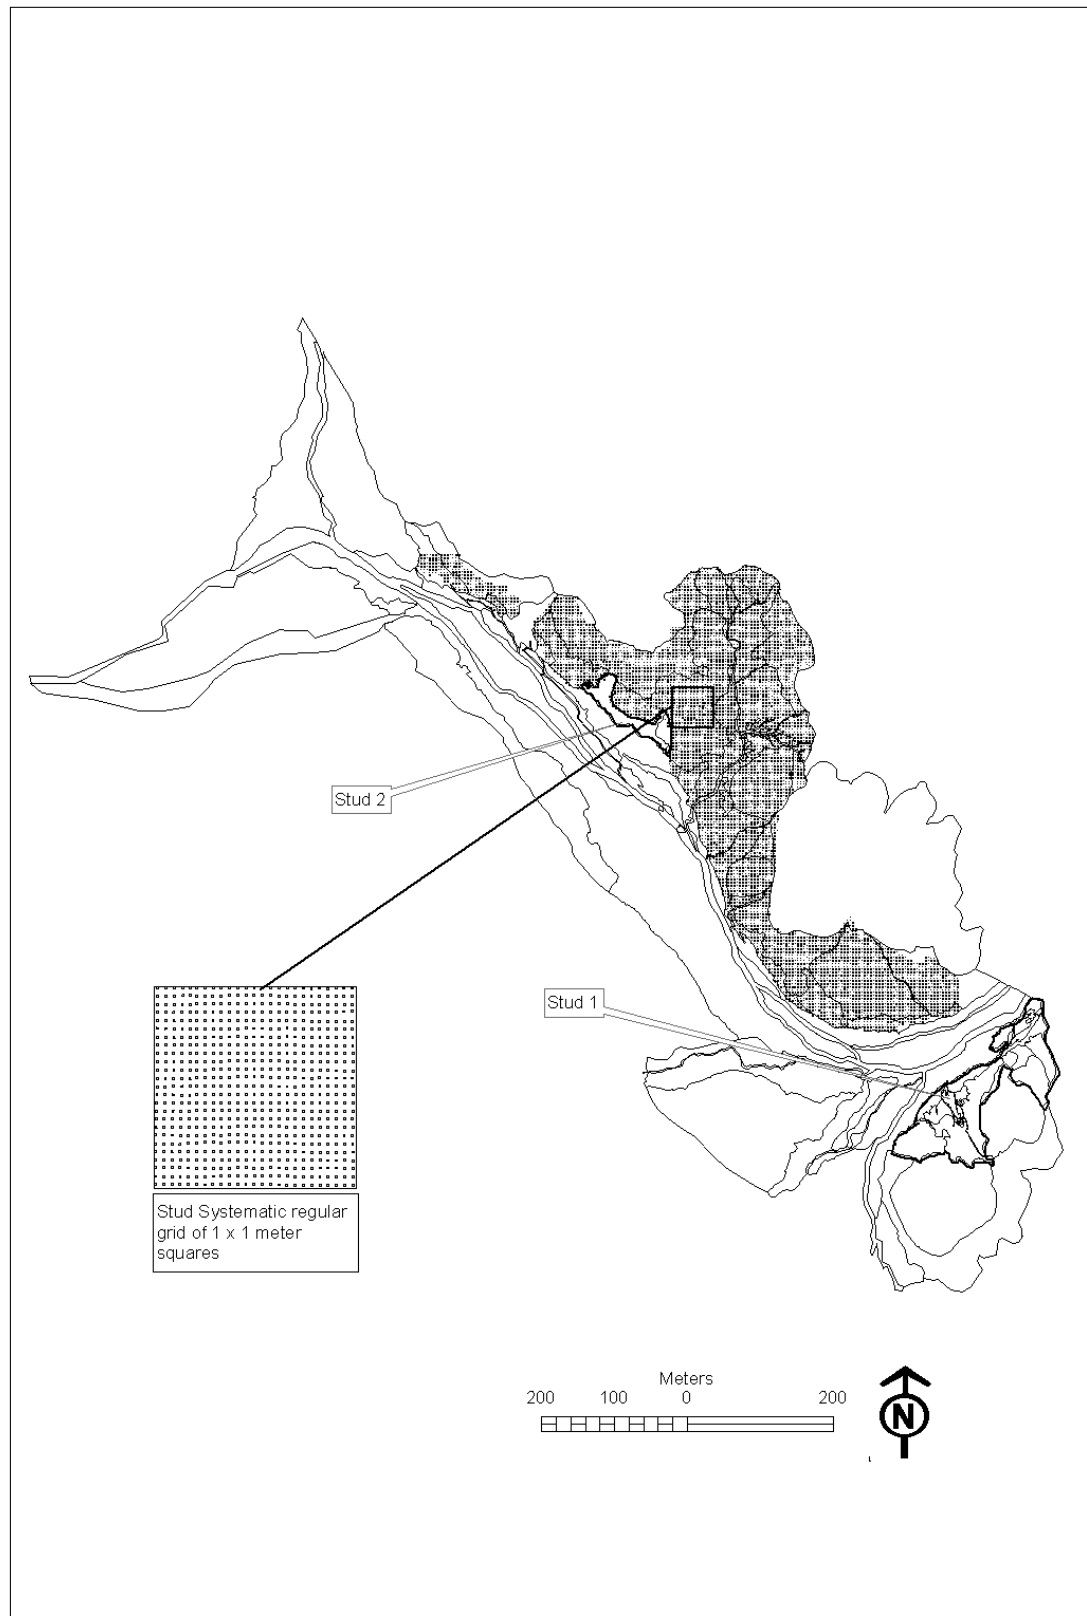 Stud 2
Stud 1
Stud Systematic regular
grid of 1 x 1 meter
squares
Meters
200 100 0 200
N